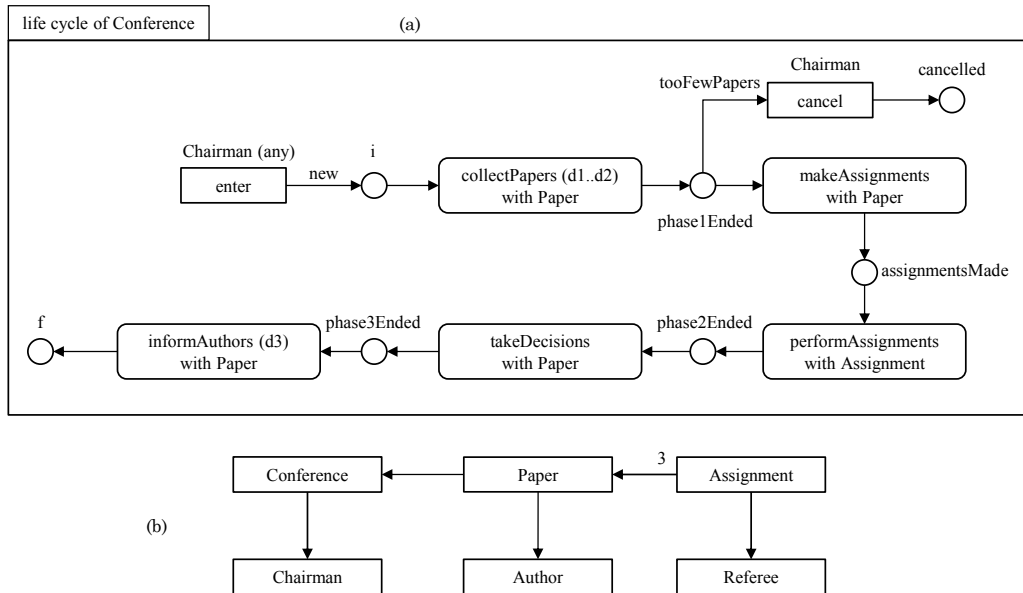 life cycle of Conference
(a)
Chairman
cancelled
tooFewPapers
cancel
Chairman (any)
enter
new
i
collectPapers (d1..d2)
with Paper
phase1Ended
makeAssignments
with Paper
assignmentsMade
f
informAuthors (d3)
with Paper
phase3Ended
takeDecisions
with Paper
phase2Ended
performAssignments
with Assignment
(b)
Conference
Paper
3
Assignment
Chairman
Author
Referee